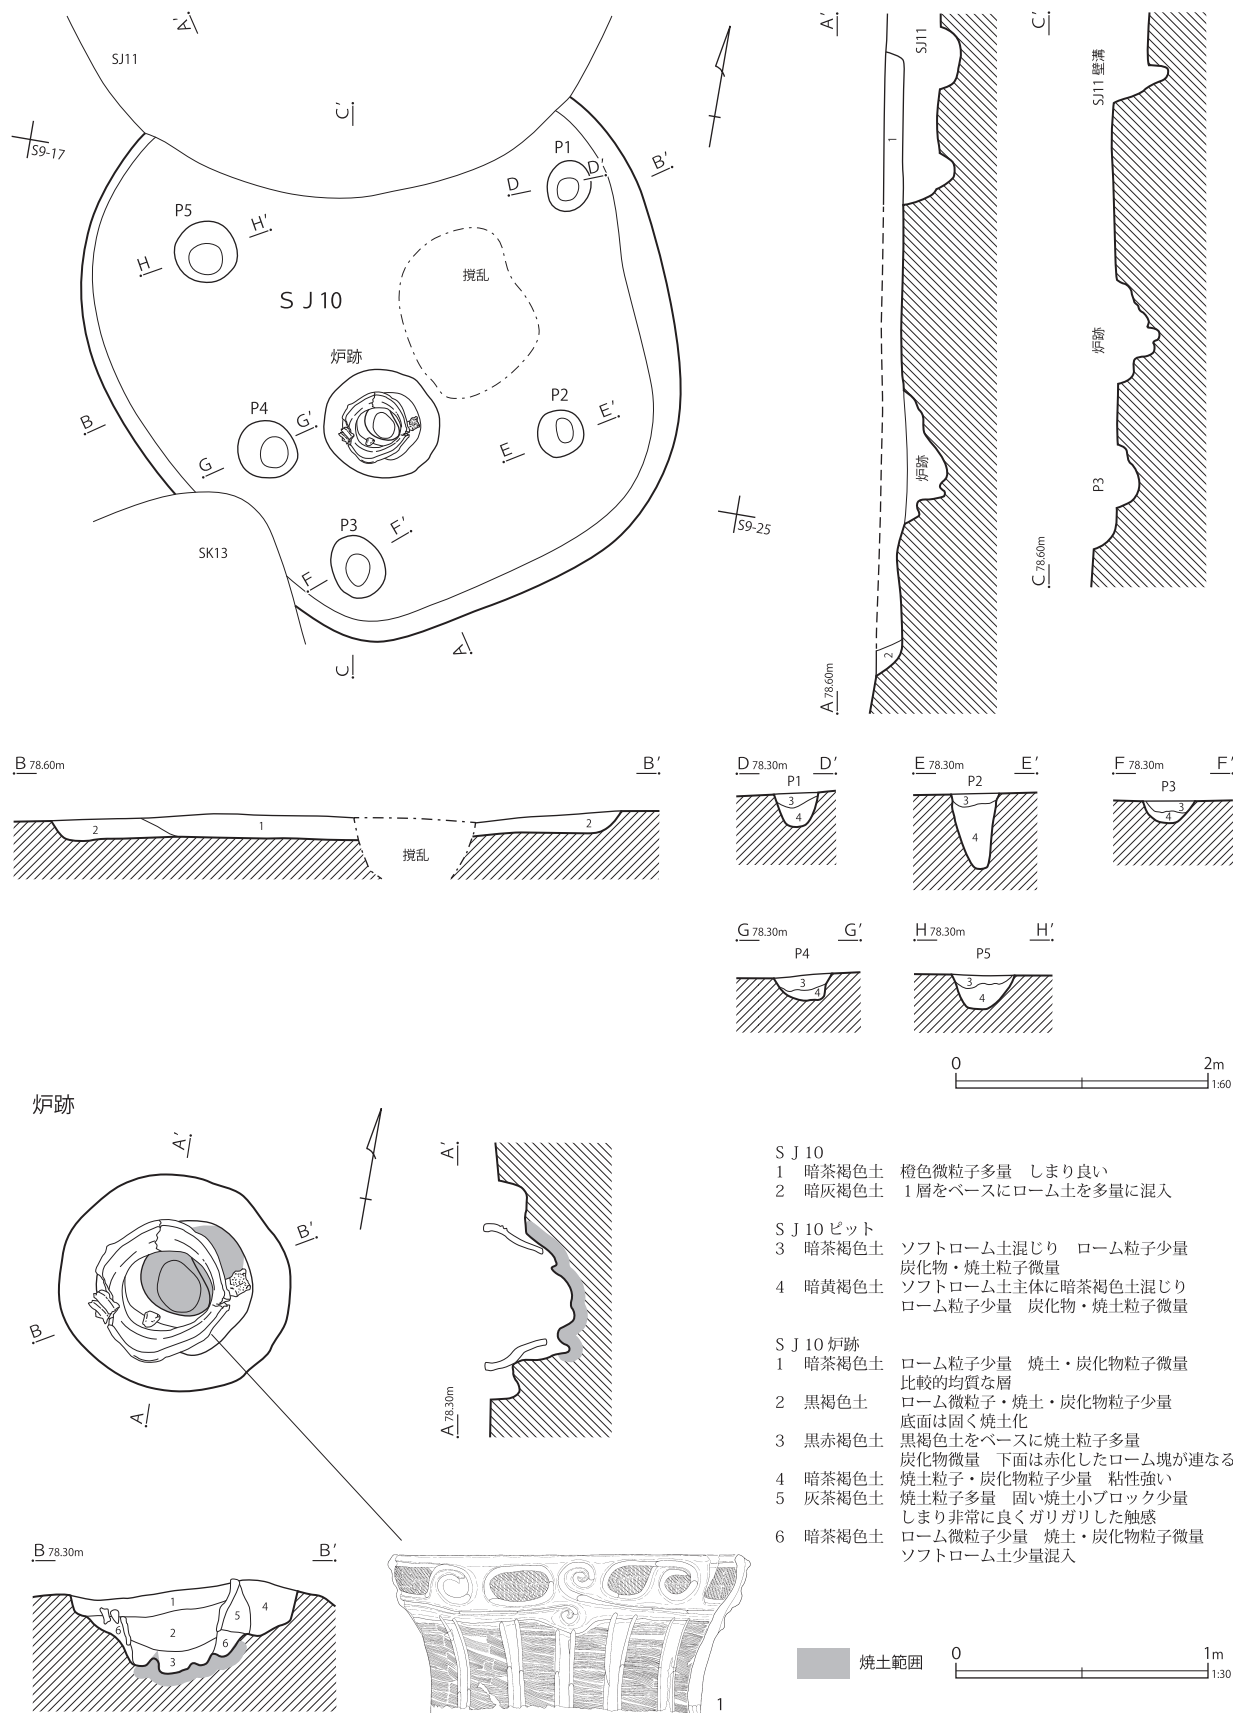 A′
SJ11
C′
S9-17
P1
D
D′
B′
P5
H′
H
撹乱
ＳＪ10
炉跡
P4
G′
P2
E′
B
G
E
P3
F′
S9-25
SK13
F
A
C
A′
SJ11
1
炉跡
2
A 78.60m
C′
SJ11 壁溝
炉跡
P3
C 78.60m
B 78.60m
B′
2
1
撹乱
2
D 78.30m
D′
P1
3
4
E 78.30m
E′
P2
3
4
F 78.30m
F′
P3
3
4
G 78.30m
G′
P4
3
4
H 78.30m
H′
P5
3
4
0
2m
1:60
炉跡
A′
B′
B
A
A′
A 78.30m
ＳＪ10
1　暗茶褐色土　橙色微粒子多量　しまり良い
2　暗灰褐色土　１層をベースにローム土を多量に混入
ＳＪ10 ピット
3　暗茶褐色土　ソフトローム土混じり　ローム粒子少量
炭化物・焼土粒子微量
4　暗黄褐色土　ソフトローム土主体に暗茶褐色土混じり
ローム粒子少量　炭化物・焼土粒子微量
ＳＪ10 炉跡
1　暗茶褐色土　ローム粒子少量　焼土・炭化物粒子微量
比較的均質な層
2　黒褐色土　ローム微粒子・焼土・炭化物粒子少量
底面は固く焼土化
3　黒赤褐色土　黒褐色土をベースに焼土粒子多量
炭化物微量　下面は赤化したローム塊が連なる
4　暗茶褐色土　焼土粒子・炭化物粒子少量　粘性強い
5　灰茶褐色土　焼土粒子多量　固い焼土小ブロック少量
しまり非常に良くガリガリした触感
6　暗茶褐色土　ローム微粒子少量　焼土・炭化物粒子微量
ソフトローム土少量混入
B 78.30m
B′
1
4
5
6
2
6
3
1
焼土範囲
0
1m
1:30